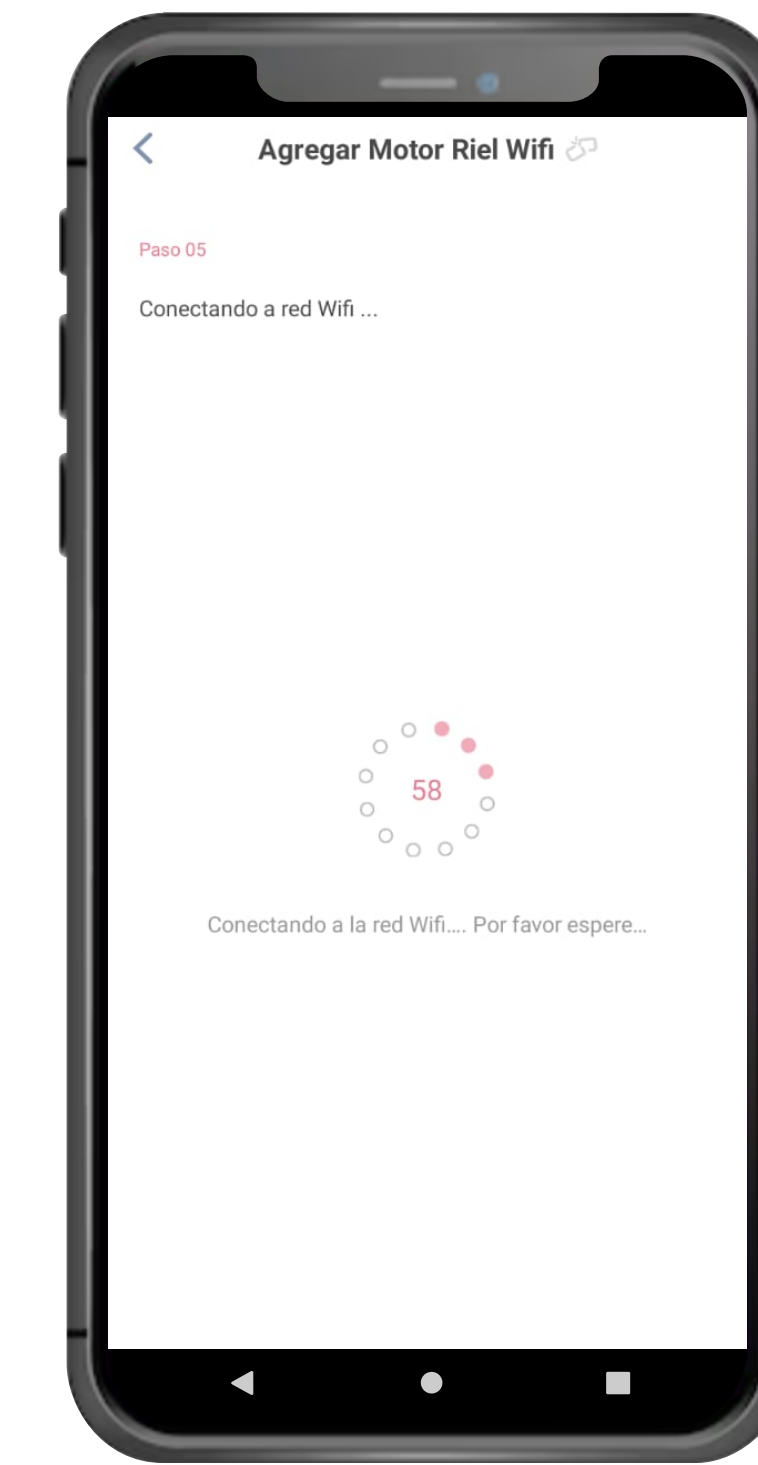 Agregar Motor Riel Wifi
Paso 05
Conectando a red Wifi ...
58
Conectando a la red Wifi.... Por favor espere...